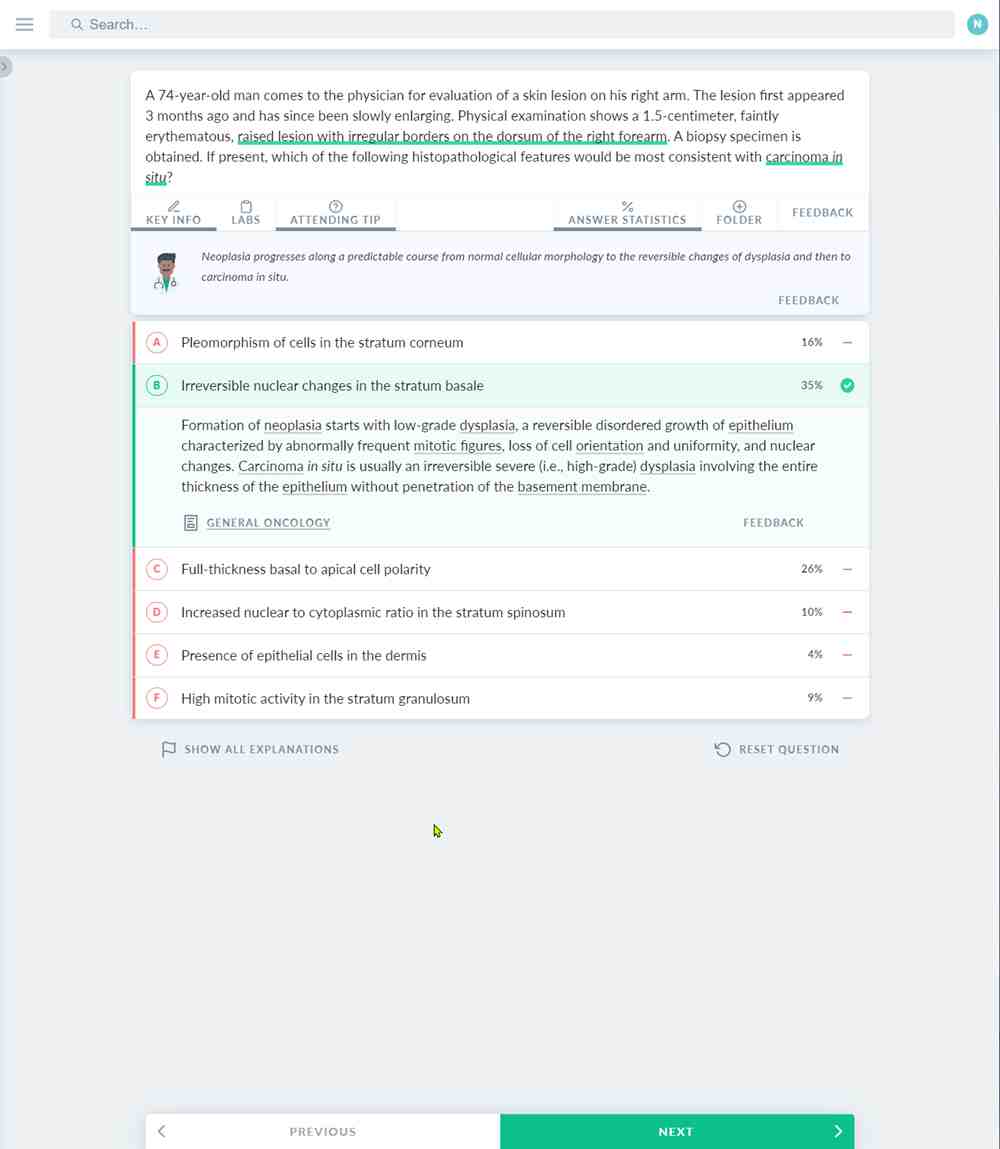 Search...
N
A 74-year-old man comes to the physician for evaluation of a skin lesion on his right arm. The lesion first appeared
3 months ago and has since been slowly enlarging. Physical examination shows a 1.5-centimeter, faintly
erythematous, raised lesion with irregular borders on the dorsum of the right forearm. A biopsy specimen is
obtained. If present, which of the following histopathological features would be most consistent with carcinoma in
situ?
KEY INFO LABS ATTENDING TIP % ANSWER STATISTICS FOLDER FEEDBACK
Neoplasia progresses along a predictable course from normal cellular morphology to the reversible changes of dysplasia and then to
carcinoma in situ.
FEEDBACK
A Pleomorphism of cells in the stratum corneum 16% –
B Irreversible nuclear changes in the stratum basale 35%
Formation of neoplasia starts with low-grade dysplasia, a reversible disordered growth of epithelium
characterized by abnormally frequent mitotic figures, loss of cell orientation and uniformity, and nuclear
changes. Carcinoma in situ is usually an irreversible severe (i.e., high-grade) dysplasia involving the entire
thickness of the epithelium without penetration of the basement membrane.
GENERAL ONCOLOGY FEEDBACK
C Full-thickness basal to apical cell polarity 26% –
D Increased nuclear to cytoplasmic ratio in the stratum spinosum 10% –
E Presence of epithelial cells in the dermis 4% –
F High mitotic activity in the stratum granulosum 9% –
SHOW ALL EXPLANATIONS RESET QUESTION
PREVIOUS NEXT